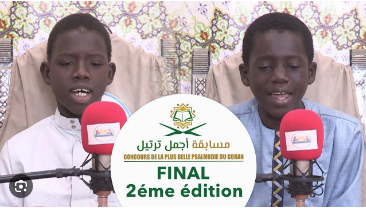 مسابقة أجمل ترتيل
CONCOURS DE LA PLUS BELLE PSALMODIE DU CORAN
FINAL
2éme édition